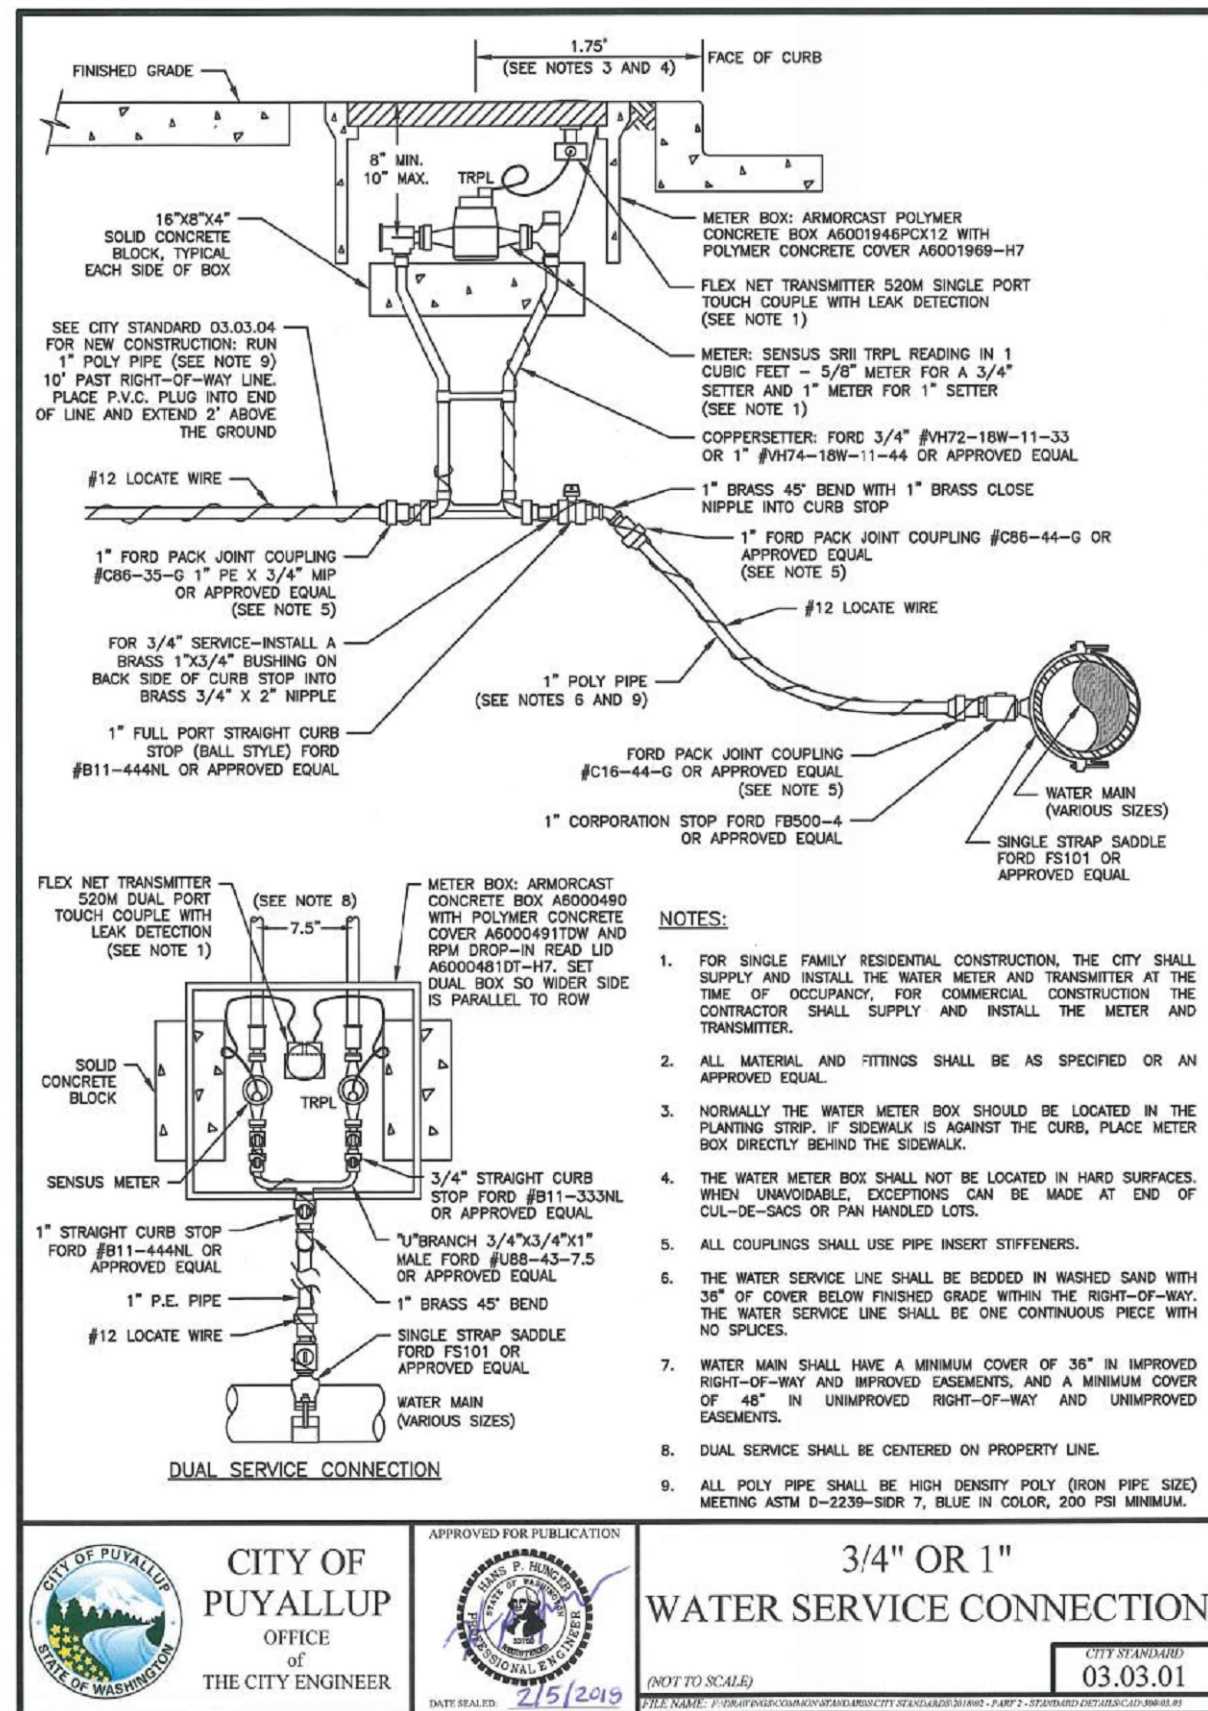 1.75'
(SEE NOTES 3 AND 4)
FACE OF CURB
FINISHED GRADE
8" MIN.
10" MAX.
TRPL
16"X8"X4"
SOLID CONCRETE
BLOCK, TYPICAL
EACH SIDE OF BOX
METER BOX: ARMORCAST POLYMER
CONCRETE BOX A6001946PCX12 WITH
POLYMER CONCRETE COVER A6001969-H7
FLEX NET TRANSMITTER 520M SINGLE PORT
TOUCH COUPLE WITH LEAK DETECTION
(SEE NOTE 1)
SEE CITY STANDARD 03.03.04
FOR NEW CONSTRUCTION: RUN
1" POLY PIPE (SEE NOTE 9)
10' PAST RIGHT-OF-WAY LINE.
PLACE P.V.C. PLUG INTO END
OF LINE AND EXTEND 2' ABOVE
THE GROUND
METER: SENSUS SRII TRPL READING IN 1
CUBIC FEET - 5/8" METER FOR A 3/4"
SETTER AND 1" METER FOR 1" SETTER
(SEE NOTE 1)
COPPERSETTER: FORD 3/4" #VH72-18W-11-33
OR 1" #VH74-18W-11-44 OR APPROVED EQUAL
#12 LOCATE WIRE
1" BRASS 45° BEND WITH 1" BRASS CLOSE
NIPPLE INTO CURB STOP
1" FORD PACK JOINT COUPLING #C86-44-G OR
APPROVED EQUAL
(SEE NOTE 5)
1" FORD PACK JOINT COUPLING
#C86-35-G 1" PE X 3/4" MIP
OR APPROVED EQUAL
(SEE NOTE 5)
#12 LOCATE WIRE
FOR 3/4" SERVICE-INSTALL A
BRASS 1"X3/4" BUSHING ON
BACK SIDE OF CURB STOP INTO
BRASS 3/4" X 2" NIPPLE
1" POLY PIPE
(SEE NOTES 6 AND 9)
1" FULL PORT STRAIGHT CURB
STOP (BALL STYLE) FORD
#B11-444NL OR APPROVED EQUAL
FORD PACK JOINT COUPLING
#C16-44-G OR APPROVED EQUAL
(SEE NOTE 5)
1" CORPORATION STOP FORD FB500-4
OR APPROVED EQUAL
WATER MAIN
(VARIOUS SIZES)
SINGLE STRAP SADDLE
FORD FS101 OR
APPROVED EQUAL
FLEX NET TRANSMITTER
520M DUAL PORT
TOUCH COUPLE WITH
LEAK DETECTION
(SEE NOTE 1)
(SEE NOTE 8)
7.5"
METER BOX: ARMORCAST
CONCRETE BOX A6000490
WITH POLYMER CONCRETE
COVER A6000491TDW AND
RPM DROP-IN READ LID
A6000481DT-H7. SET
DUAL BOX SO WIDER SIDE
IS PARALLEL TO ROW
SOLID
CONCRETE
BLOCK
TRPL
SENSUS METER
3/4" STRAIGHT CURB
STOP FORD #B11-333NL
OR APPROVED EQUAL
1" STRAIGHT CURB STOP
FORD #B11-444NL OR
APPROVED EQUAL
"U"BRANCH 3/4"X3/4"X1"
MALE FORD #U88-43-7.5
OR APPROVED EQUAL
1" P.E. PIPE
1" BRASS 45° BEND
#12 LOCATE WIRE
SINGLE STRAP SADDLE
FORD FS101 OR
APPROVED EQUAL
WATER MAIN
(VARIOUS SIZES)
DUAL SERVICE CONNECTION
NOTES:
1. FOR SINGLE FAMILY RESIDENTIAL CONSTRUCTION, THE CITY SHALL
SUPPLY AND INSTALL THE WATER METER AND TRANSMITTER AT THE
TIME OF OCCUPANCY, FOR COMMERCIAL CONSTRUCTION THE
CONTRACTOR SHALL SUPPLY AND INSTALL THE METER AND
TRANSMITTER.
2. ALL MATERIAL AND FITTINGS SHALL BE AS SPECIFIED OR AN
APPROVED EQUAL.
3. NORMALLY THE WATER METER BOX SHOULD BE LOCATED IN THE
PLANTING STRIP. IF SIDEWALK IS AGAINST THE CURB, PLACE METER
BOX DIRECTLY BEHIND THE SIDEWALK.
4. THE WATER METER BOX SHALL NOT BE LOCATED IN HARD SURFACES.
WHEN UNAVOIDABLE, EXCEPTIONS CAN BE MADE AT END OF
CUL-DE-SACS OR PAN HANDLED LOTS.
5. ALL COUPLINGS SHALL USE PIPE INSERT STIFFENERS.
6. THE WATER SERVICE LINE SHALL BE BEDDED IN WASHED SAND WITH
36" OF COVER BELOW FINISHED GRADE WITHIN THE RIGHT-OF-WAY.
THE WATER SERVICE LINE SHALL BE ONE CONTINUOUS PIECE WITH
NO SPLICES.
7. WATER MAIN SHALL HAVE A MINIMUM COVER OF 36" IN IMPROVED
RIGHT-OF-WAY AND IMPROVED EASEMENTS, AND A MINIMUM COVER
OF 48" IN UNIMPROVED RIGHT-OF-WAY AND UNIMPROVED
EASEMENTS.
8. DUAL SERVICE SHALL BE CENTERED ON PROPERTY LINE.
9. ALL POLY PIPE SHALL BE HIGH DENSITY POLY (IRON PIPE SIZE)
MEETING ASTM D-2239-SIDR 7, BLUE IN COLOR, 200 PSI MINIMUM.
CITY OF PUYALLUP
STATE OF WASHINGTON
CITY OF
PUYALLUP
OFFICE
of
THE CITY ENGINEER
APPROVED FOR PUBLICATION
HANS P. HUNGER
STATE OF WASHINGTON
REGISTERED
PROFESSIONAL ENGINEER
DATE SEALED: 2/5/2019
3/4" OR 1"
WATER SERVICE CONNECTION
(NOT TO SCALE)
CITY STANDARD
03.03.01
FILE NAME: